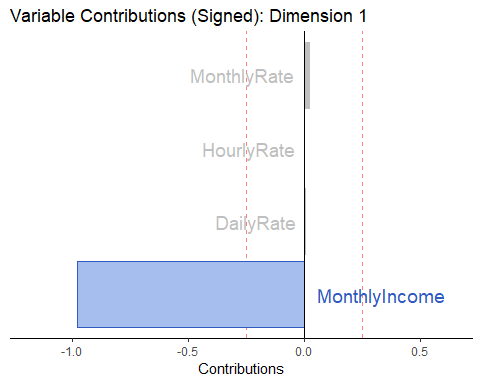 Variable Contributions (Signed): Dimension 1
MonthlyRate
HourlyRate
DailyRate
MonthlyIncome
-1.0 -0.5 0.0 0.5
Contributions